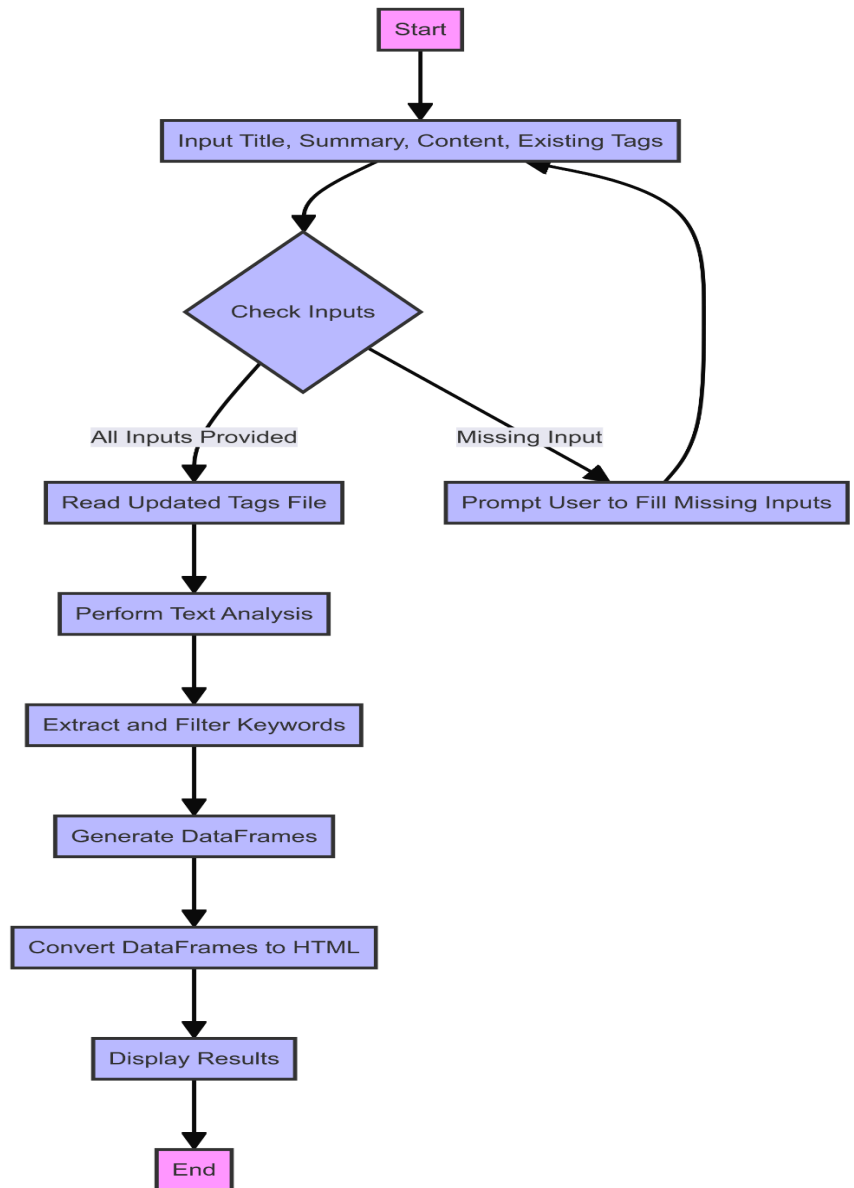 Start
Input Title, Summary, Content, Existing Tags
Check Inputs
All Inputs Provided
Missing Input
Read Updated Tags File
Prompt User to Fill Missing Inputs
Perform Text Analysis
Extract and Filter Keywords
Generate DataFrames
Convert DataFrames to HTML
Display Results
End